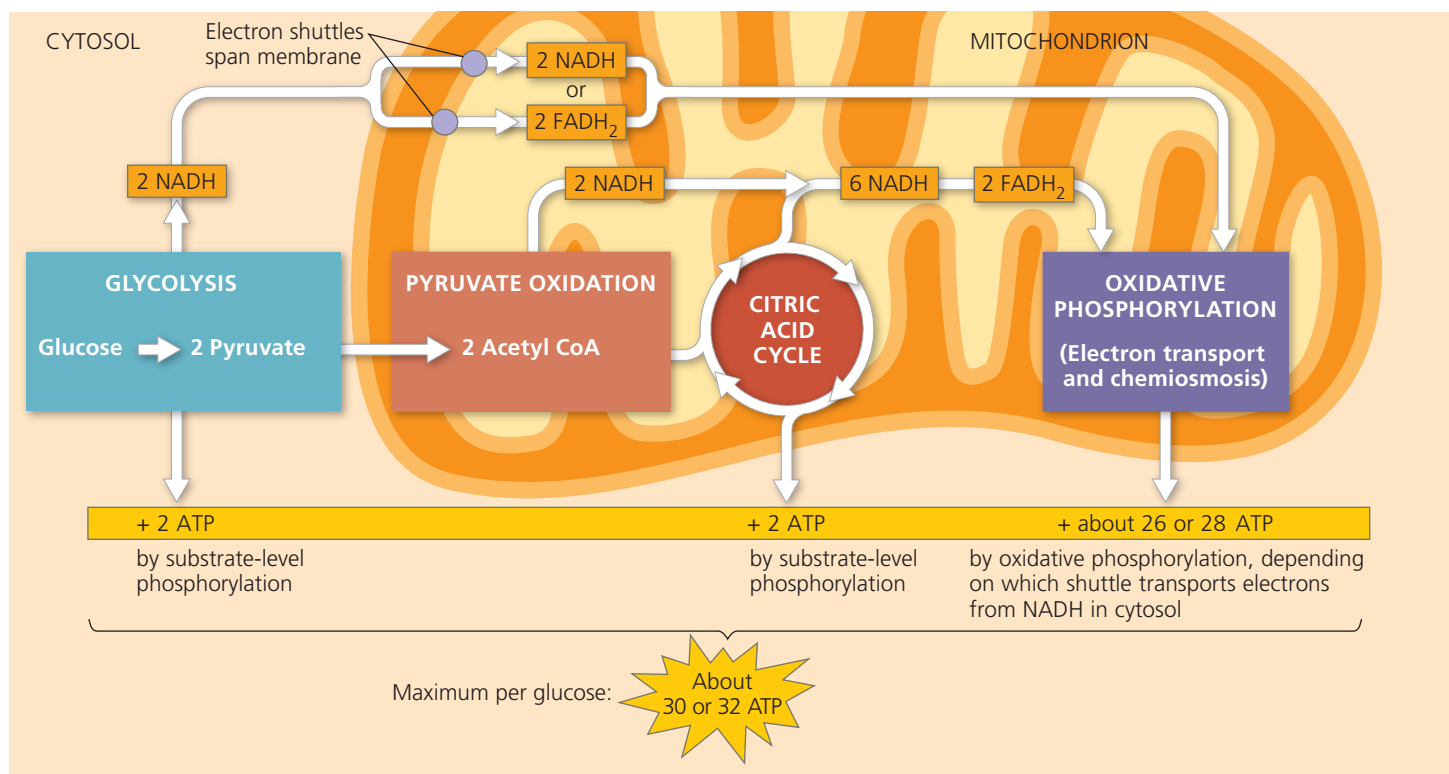 CYTOSOL
Electron shuttles
span membrane
MITOCHONDRION
2 NADH
or
2 FADH₂
2 NADH
2 NADH
6 NADH
2 FADH₂
GLYCOLYSIS
Glucose
2 Pyruvate
PYRUVATE OXIDATION
2 Acetyl CoA
CITRIC
ACID
CYCLE
OXIDATIVE
PHOSPHORYLATION
(Electron transport
and chemiosmosis)
+ 2 ATP
by substrate-level
phosphorylation
+ 2 ATP
by substrate-level
phosphorylation
+ about 26 or 28 ATP
by oxidative phosphorylation, depending
on which shuttle transports electrons
from NADH in cytosol
Maximum per glucose:
About
30 or 32 ATP